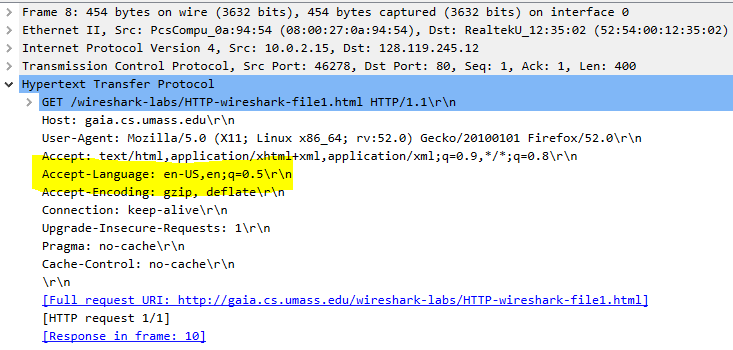 Frame 8: 454 bytes on wire (3632 bits), 454 bytes captured (3632 bits) on interface 0
Ethernet II, Src: PcsCompu_0a:94:54 (08:00:27:0a:94:54), Dst: RealtekU_12:35:02 (52:54:00:12:35:02)
Internet Protocol Version 4, Src: 10.0.2.15, Dst: 128.119.245.12
Transmission Control Protocol, Src Port: 46278, Dst Port: 80, Seq: 1, Ack: 1, Len: 400
Hypertext Transfer Protocol
GET /wireshark-labs/HTTP-wireshark-file1.html HTTP/1.1\r\n
Host: gaia.cs.umass.edu\r\n
User-Agent: Mozilla/5.0 (X11; Linux x86_64; rv:52.0) Gecko/20100101 Firefox/52.0\r\n
Accept: text/html,application/xhtml+xml,application/xml;q=0.9,*/*;q=0.8\r\n
Accept-Language: en-US,en;q=0.5\r\n
Accept-Encoding: gzip, deflate\r\n
Connection: keep-alive\r\n
Upgrade-Insecure-Requests: 1\r\n
Pragma: no-cache\r\n
Cache-Control: no-cache\r\n
\r\n
[Full request URI: http://gaia.cs.umass.edu/wireshark-labs/HTTP-wireshark-file1.html]
[HTTP request 1/1]
[Response in frame: 10]